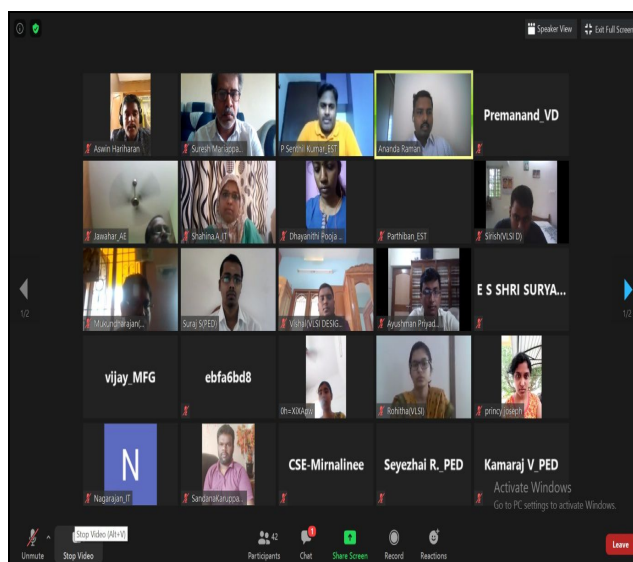 Speaker View
Exit Full Screen
Aswin Hariharan
Suresh Mariappa...
P Senthil Kumar_EST
Ananda Raman
Premanand_VD
Jawahar_AE
Shahina.A_IT
Dhayanithi Pooja ...
Parthiban_EST
Sirish(VLSI D)
Mukundharajan(...
Suraj S(PED)
Vishal(VLSI DESIG...
Ayushman Priyad...
E S SHRI SURYA...
1/2
1/2
vijay_MFG
ebfa6bd8
Rohitha(VLSI)
princy joseph
N
Nagarajan_IT
SandanaKaruppa...
CSE-Mirnalinee
Seyezhai R._PED
Kamaraj V_PED
Activate Windows
Go to PC settings to activate Windows.
Unmute
Stop Video (Alt+V)
Stop Video
42
Participants
1
Chat
Share Screen
Record
Reactions
Leave